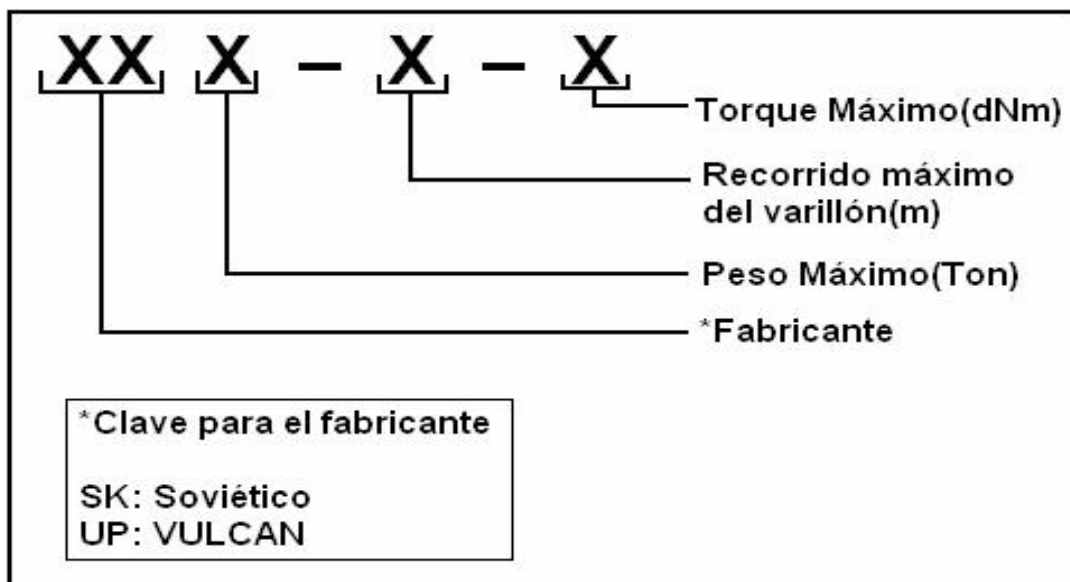 XX X – X – X
Torque Máximo(dNm)
Recorrido máximo
del varillón(m)
Peso Máximo(Ton)
*Fabricante
*Clave para el fabricante
SK: Soviético
UP: VULCAN